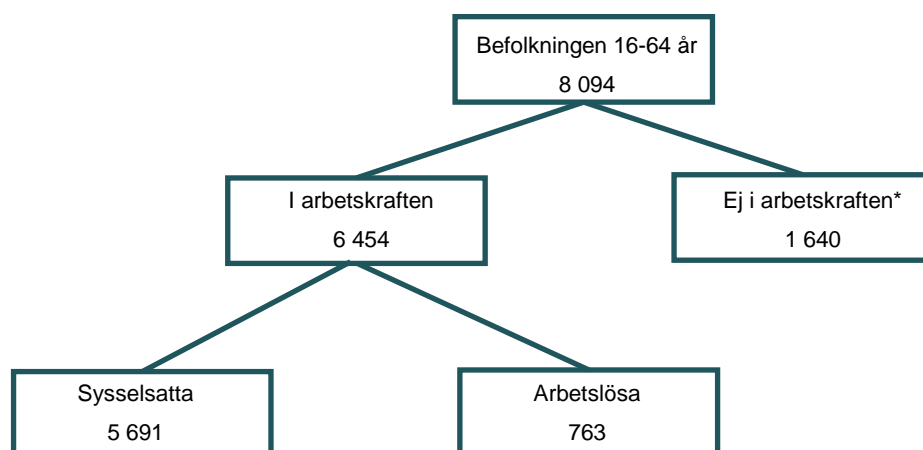 Befolkningen 16-64 år
8 094
I arbetskraften
6 454
Ej i arbetskraften*
1 640
Sysselsatta
5 691
Arbetslösa
763